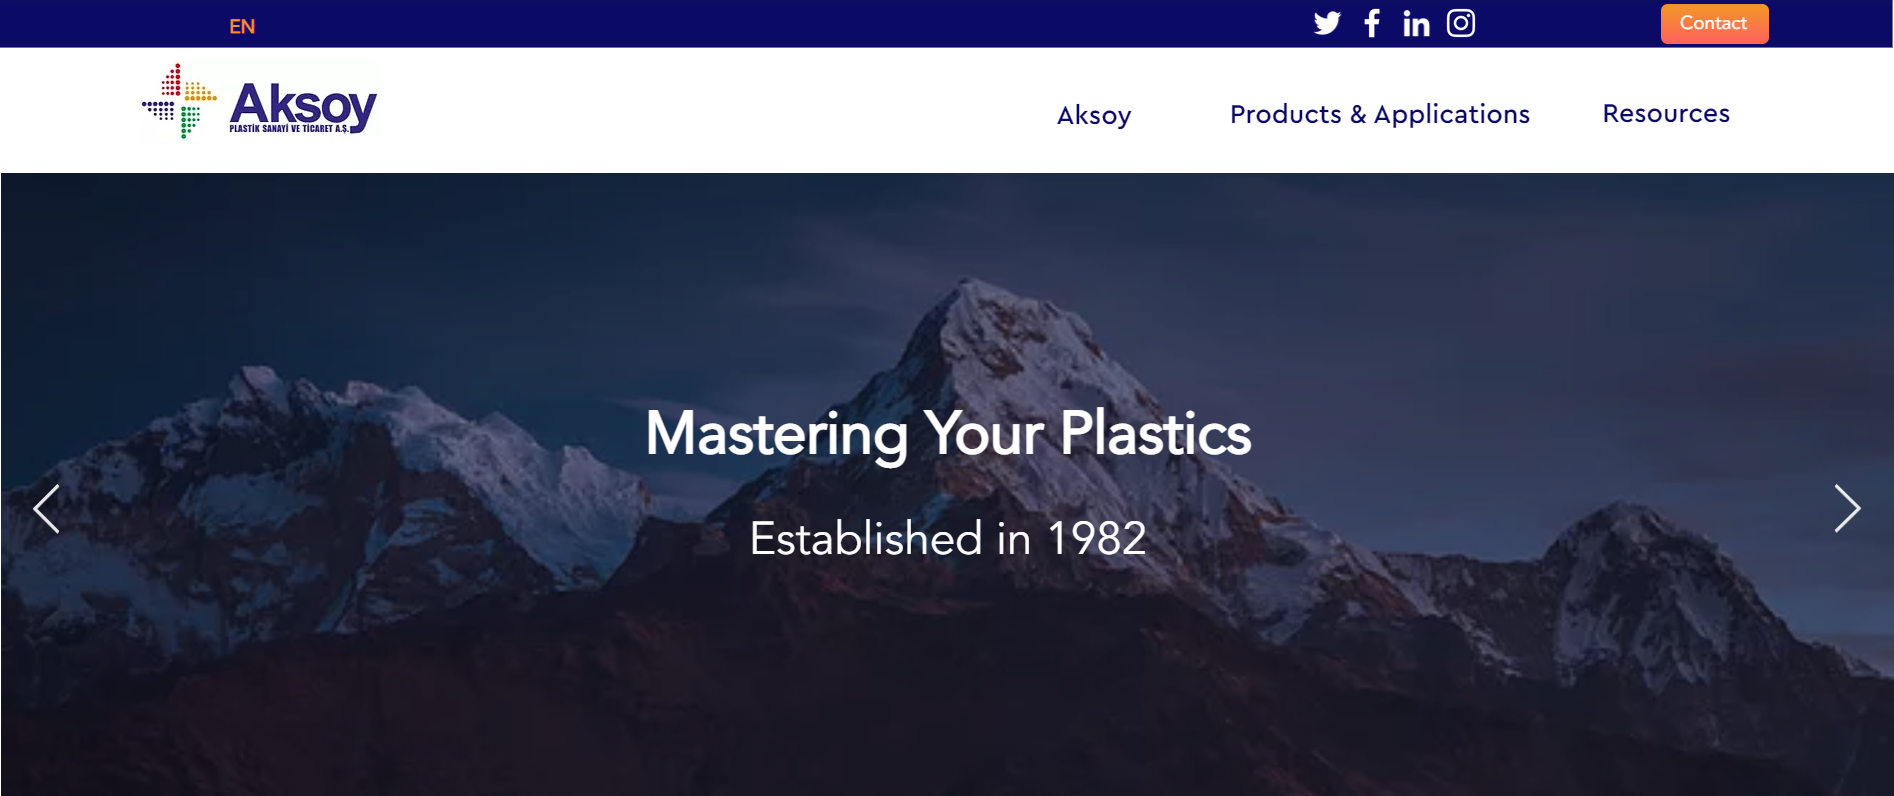 EN
Contact
Aksoy
PLASTİK SANAYİ VE TİCARET A.Ş.
Aksoy
Products & Applications
Resources
Mastering Your Plastics
Established in 1982